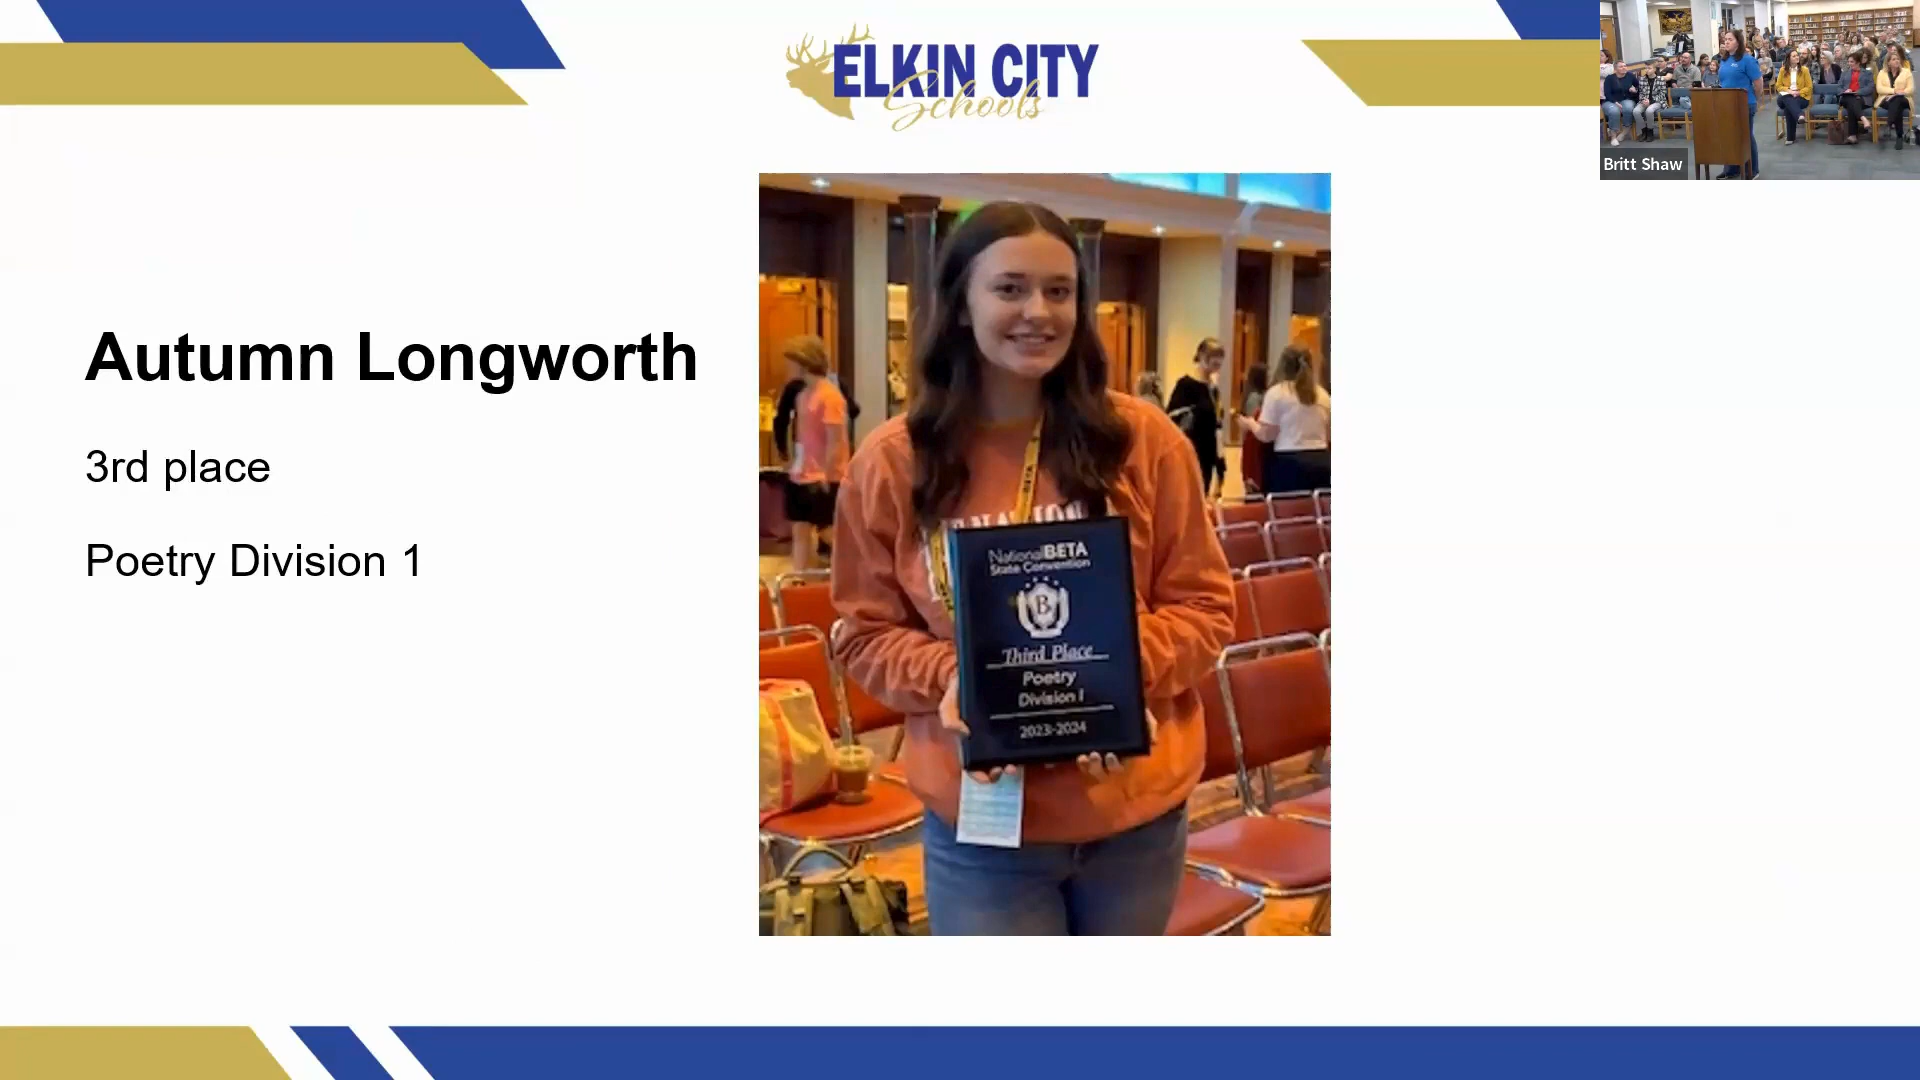 ELKIN CITY
Schools
Britt Shaw
Autumn Longworth
3rd place
Poetry Division 1
National BETA
State Convention
B
Third Place
Poetry
Division I
2023-2024